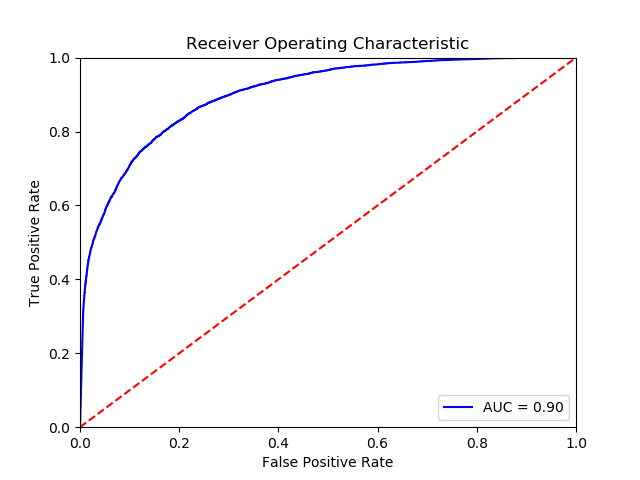 Receiver Operating Characteristic
1.0
0.8
0.6
0.4
0.2
0.0
True Positive Rate
AUC = 0.90
0.0 0.2 0.4 0.6 0.8 1.0
False Positive Rate